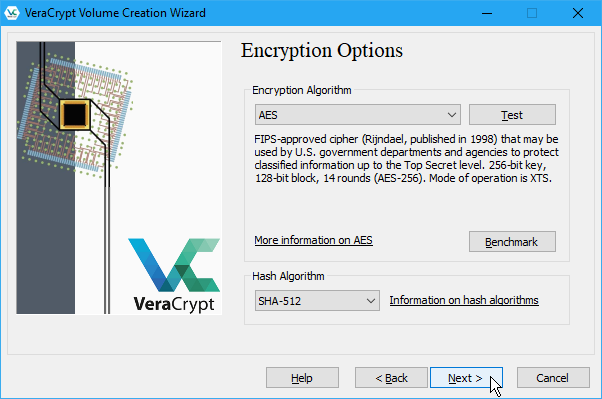 VeraCrypt Volume Creation Wizard
Encryption Options
Encryption Algorithm
AES
Test
FIPS-approved cipher (Rijndael, published in 1998) that may be
used by U.S. government departments and agencies to protect
classified information up to the Top Secret level. 256-bit key,
128-bit block, 14 rounds (AES-256). Mode of operation is XTS.
More information on AES
Benchmark
VeraCrypt
Hash Algorithm
SHA-512
Information on hash algorithms
Help
< Back
Next >
Cancel